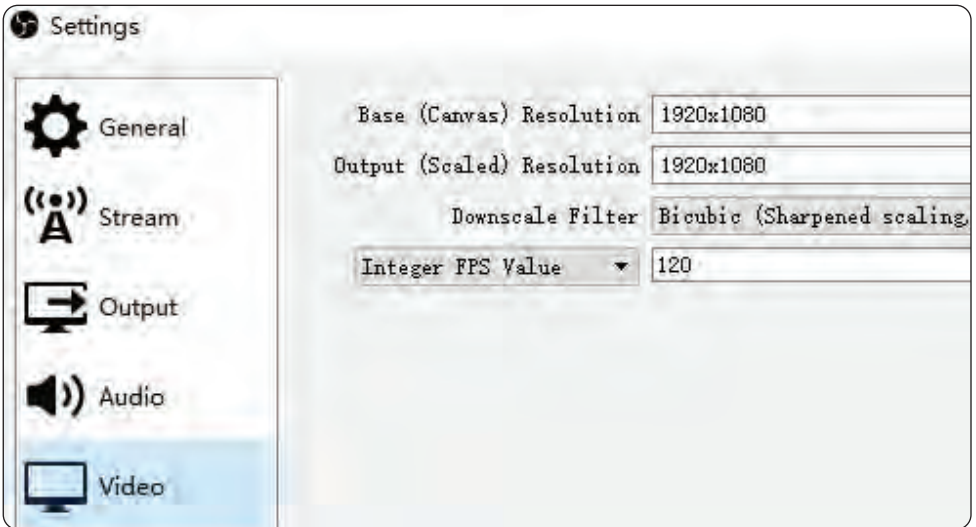 Settings
General
Stream
Output
Audio
Video
Base (Canvas) Resolution 1920x1080
Output (Scaled) Resolution 1920x1080
Downscale Filter Bicubic (Sharpened scaling,
Integer FPS Value 120